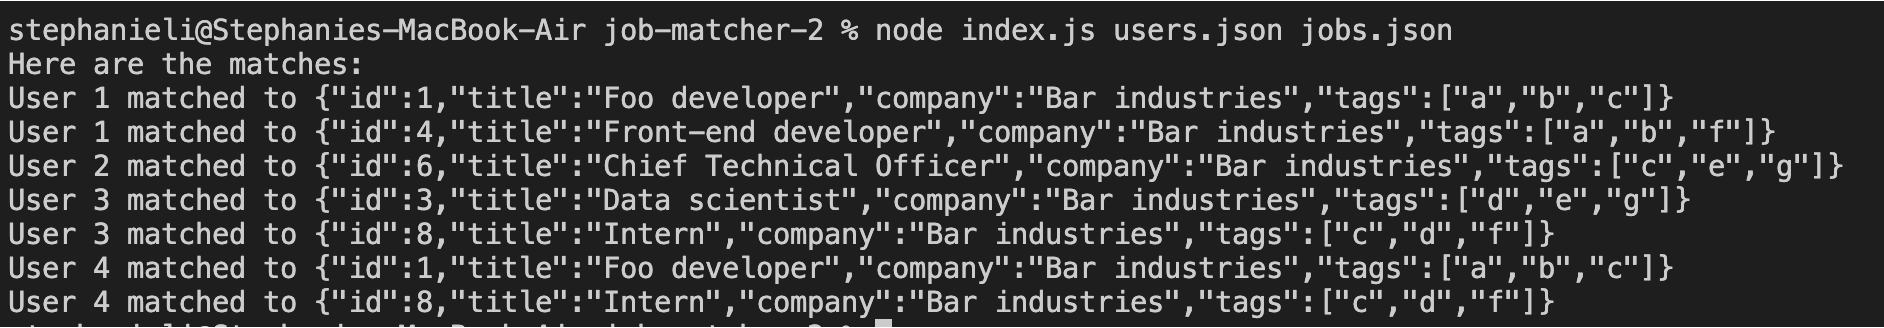 stephanieli@Stephanies-MacBook-Air job-matcher-2 % node index.js users.json jobs.json
Here are the matches:
User 1 matched to {"id":1,"title":"Foo developer","company":"Bar industries","tags":["a","b","c"]}
User 1 matched to {"id":4,"title":"Front-end developer","company":"Bar industries","tags":["a","b","f"]}
User 2 matched to {"id":6,"title":"Chief Technical Officer","company":"Bar industries","tags":["c","e","g"]}
User 3 matched to {"id":3,"title":"Data scientist","company":"Bar industries","tags":["d","e","g"]}
User 3 matched to {"id":8,"title":"Intern","company":"Bar industries","tags":["c","d","f"]}
User 4 matched to {"id":1,"title":"Foo developer","company":"Bar industries","tags":["a","b","c"]}
User 4 matched to {"id":8,"title":"Intern","company":"Bar industries","tags":["c","d","f"]}